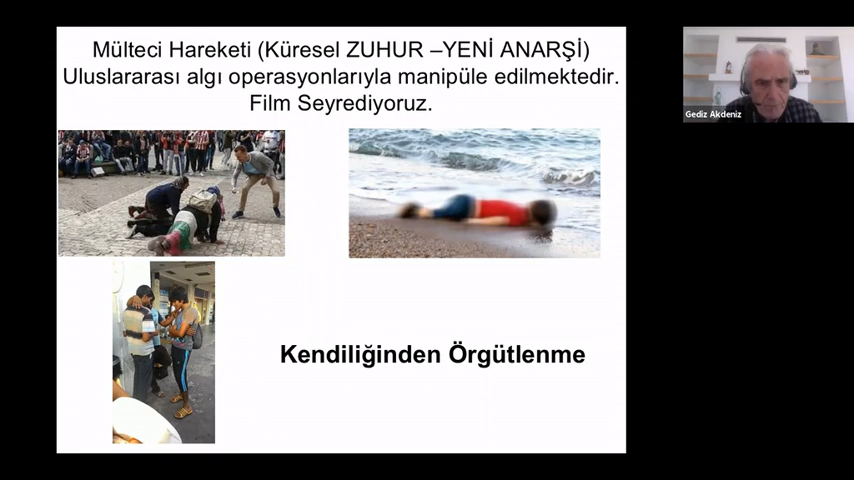 Mülteci Hareketi (Küresel ZUHUR –YENİ ANARŞİ)
Uluslararası algı operasyonlarıyla manipüle edilmektedir.
Film Seyrediyoruz.
Gediz Akdeniz
Kendiliğinden Örgütlenme